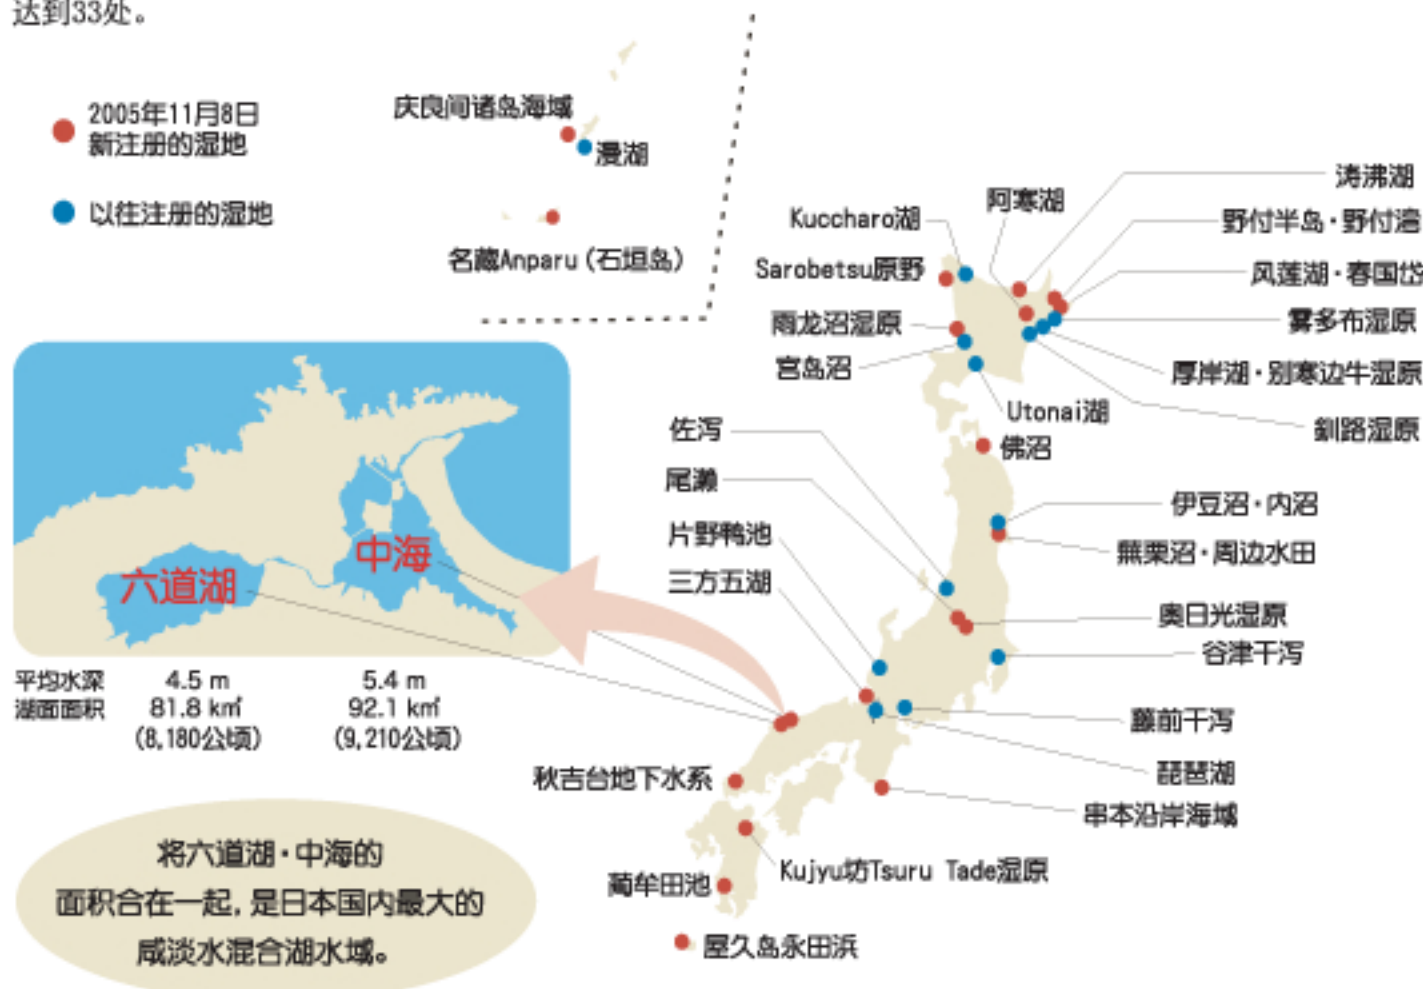 达到33处。
2005年11月8日
新注册的湿地
以往注册的湿地
庆良间诸岛海域
漫湖
名藏Anparu (石垣岛)
涛沸湖
阿寒湖
Kuccharo湖
野付半岛·野付
Sarobetsu原野
风莲湖·春国岱
雨龙沼湿原
雾多布湿原
宫岛沼
厚岸湖·别寒边牛湿原
Utonai湖
釧路湿原
佐泻
佛沼
尾濑
伊豆沼·内沼
片野鸭池
蕪栗沼·周边水田
三方五湖
奥日光湿原
谷津干泻
中海
六道湖
平均水深 4.5 m 5.4 m
湖面面积 81.8 k㎡ 92.1 k㎡
(8,180公顷) (9,210公顷)
藤前干泻
琵琶湖
秋吉台地下水系
串本沿岸海域
Kujyu坊Tsuru Tade湿原
藺牟田池
屋久岛永田浜
将六道湖·中海的
面积合在一起, 是日本国内最大的
咸淡水混合湖水域。